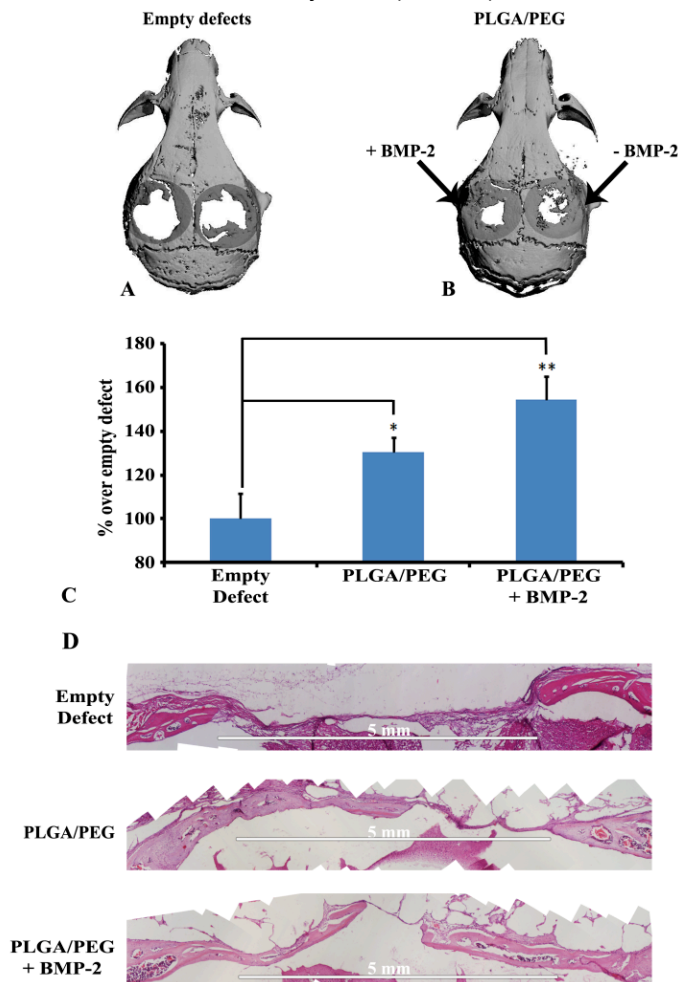 Empty defects
PLGA/PEG
+ BMP-2
- BMP-2
A
B
180
160
140
120
100
80
% over empty defect
*
**
Empty
Defect
PLGA/PEG
PLGA/PEG
+ BMP-2
C
D
Empty
Defect
5 mm
PLGA/PEG
5 mm
PLGA/PEG
+ BMP-2
5 mm